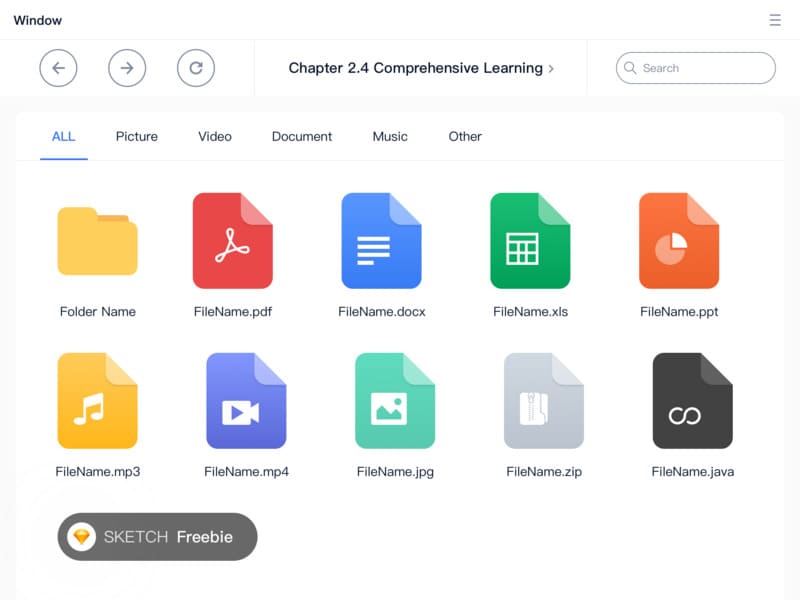 Window
Chapter 2.4 Comprehensive Learning
Search
ALL
Picture
Video
Document
Music
Other
Folder Name
FileName.pdf
FileName.docx
FileName.xls
FileName.ppt
FileName.mp3
FileName.mp4
FileName.jpg
FileName.zip
FileName.java
SKETCH Freebie